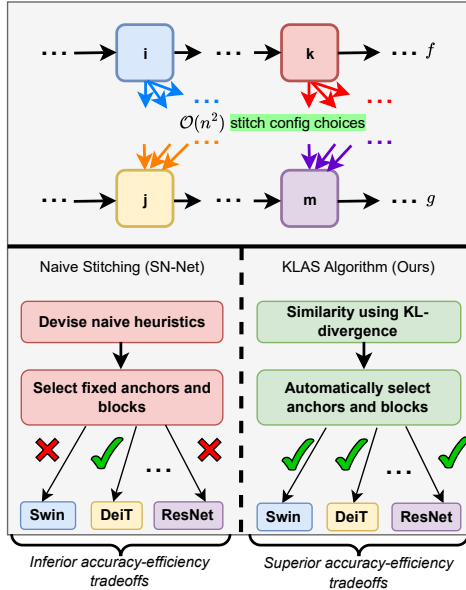 ... i ... k ... f
... ...
O(n²) stitch config choices
... ...
... j ... m ... g
Naive Stitching (SN-Net)
Devise naive heuristics
Select fixed anchors and
blocks
...
Swin DeiT ResNet
Inferior accuracy-efficiency
tradeoffs
KLAS Algorithm (Ours)
Similarity using KL-
divergence
Automatically select
anchors and blocks
...
Swin DeiT ResNet
Superior accuracy-efficiency
tradeoffs